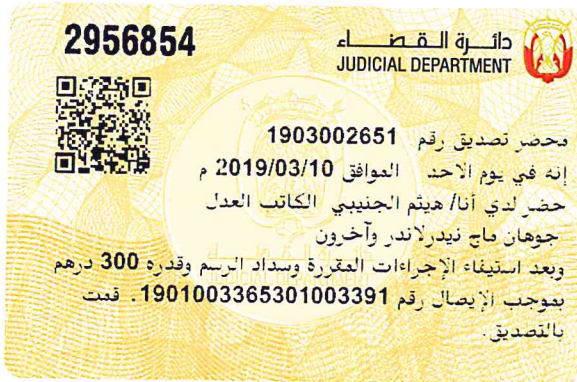 2956854
دائرة القضاء
JUDICIAL DEPARTMENT
محضر تصديق رقم 1903002651
إنه في يوم الاحد الموافق 2019/03/10 م
حضر لدي أنا/ هيثم الجنيبي الكاتب العدل
جوهان ماج نيدرلاندر وآخرون
وبعد استيفاء الإجراءات المقررة وسداد الرسم وقدره 300 درهم
بموجب الإيصال رقم 1901003365301003391. قمت
بالتصديق.